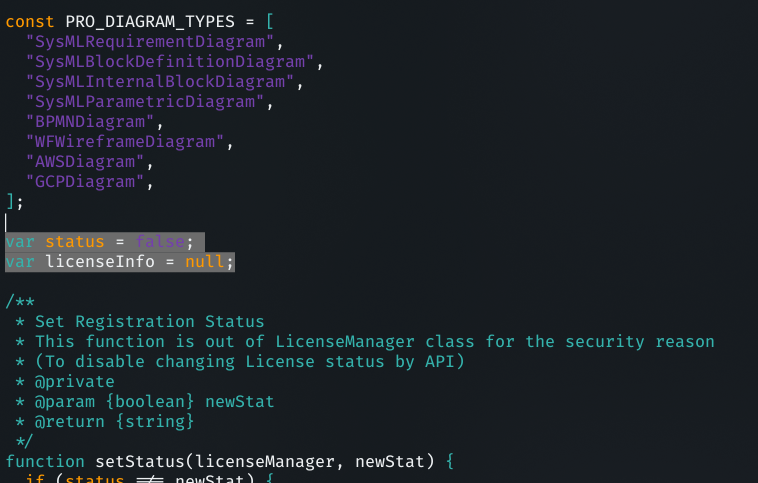 const PRO_DIAGRAM_TYPES = [
  "SysMLRequirementDiagram",
  "SysMLBlockDefinitionDiagram",
  "SysMLInternalBlockDiagram",
  "SysMLParametricDiagram",
  "BPMNDiagram",
  "WFWireframeDiagram",
  "AWSDiagram",
  "GCPDiagram",
];
var status = false;
var licenseInfo = null;
/**
 * Set Registration Status
 * This function is out of LicenseManager class for the security reason
 * (To disable changing License status by API)
 * @private
 * @param {boolean} newStat
 * @return {string}
 */
function setStatus(licenseManager, newStat) {
  if (status !== newStat) {